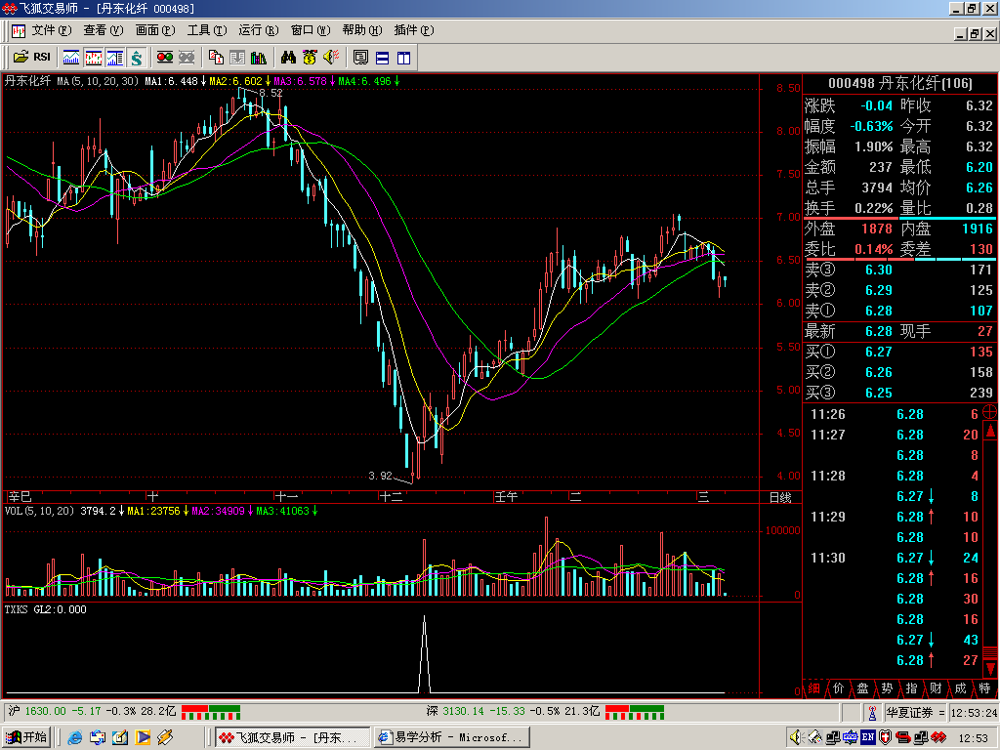 飞狐交易师 - [丹东化纤 000498]
文件(F) 查看(V) 画面(P) 工具(T) 运行(R) 窗口(W) 帮助(H) 插件(P)
RSI
丹东化纤 MA(5,10,20,30) MA1:6.448↓ MA2:6.602↓ MA3:6.578↓ MA4:6.496↓
8.52
8.50
8.00
7.50
7.00
6.50
6.00
5.50
5.00
4.50
4.00
3.92
辛巳 十 十一 十二 壬午 二 三 日线
VOL(5,10,20) 3794.2↓ MA1:23756↓ MA2:34909↓ MA3:41063↓
100000
0
TXKS GL2:0.000
0
000498 丹东化纤(106)
涨跌 -0.04 昨收 6.32
幅度 -0.63% 今开 6.32
振幅 1.90% 最高 6.32
金额 237 最低 6.20
总手 3794 均价 6.26
换手 0.22% 量比 0.28
外盘 1878 内盘 1916
委比 0.14% 委差 130
卖③ 6.30 171
卖② 6.29 125
卖① 6.28 107
最新 6.28 现手 27
买① 6.27 135
买② 6.26 158
买③ 6.25 239
11:26 6.28 6
11:27 6.28 20
6.28 8
11:28 6.28 4
6.27↓ 8
11:29 6.28↑ 10
6.28 10
11:30 6.27↓ 24
6.28↑ 16
6.28 30
6.28 16
6.27↓ 43
6.28↑ 27
细 价 盘 势 指 财 成 特
沪 1630.00 -5.17 -0.3% 28.2亿 深 3130.14 -15.33 -0.5% 21.3亿 华夏证券 = 12:53:24
开始 飞狐交易师 - [丹东... 易学分析 - Microsof... EN 12:53